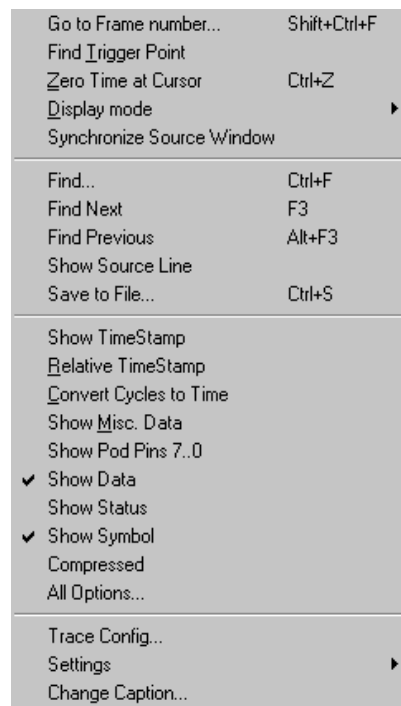 Go to Frame number... Shift+Ctrl+F
Find Trigger Point
Zero Time at Cursor Ctrl+Z
Display mode
Synchronize Source Window
Find... Ctrl+F
Find Next F3
Find Previous Alt+F3
Show Source Line
Save to File... Ctrl+S
Show TimeStamp
Relative TimeStamp
Convert Cycles to Time
Show Misc. Data
Show Pod Pins 7..0
Show Data
Show Status
Show Symbol
Compressed
All Options...
Trace Config...
Settings
Change Caption...